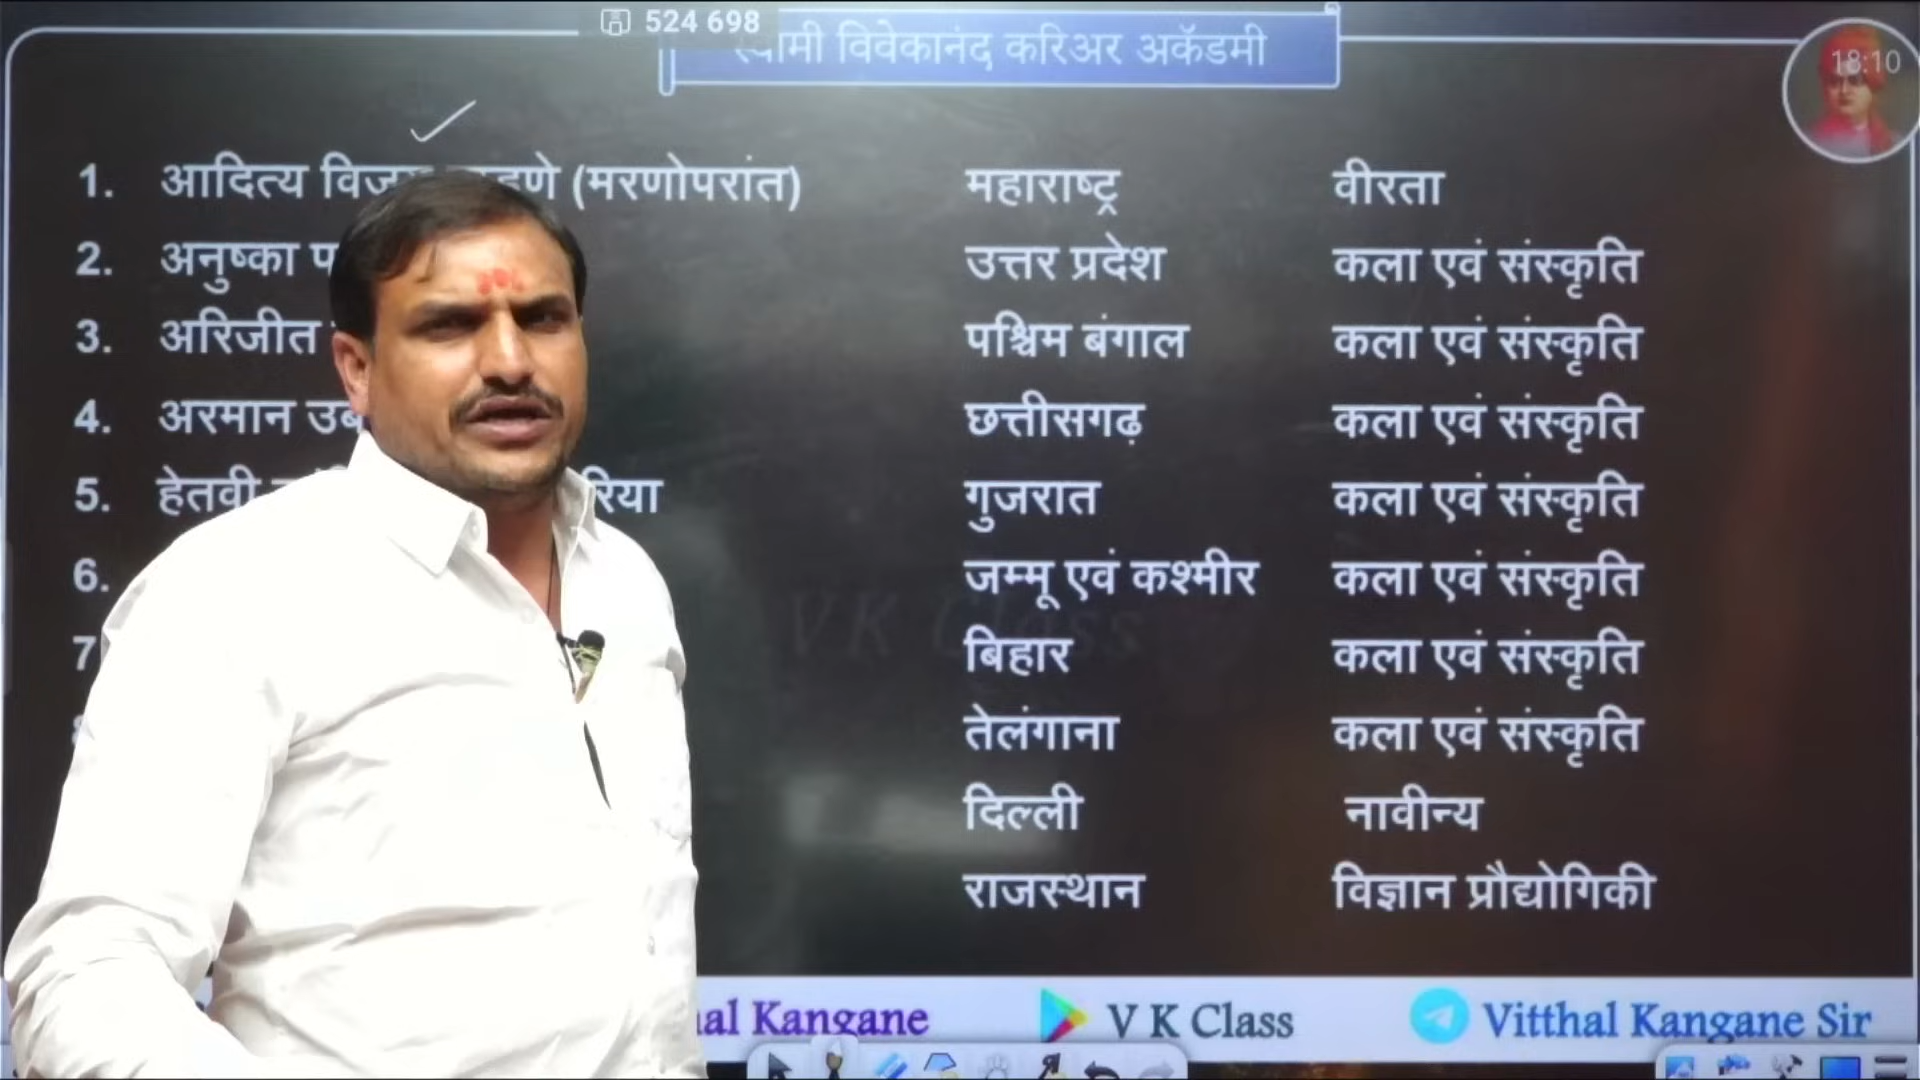 524 698
स्वामी विवेकानंद करिअर अकॅडमी
18:10
1. आदित्य (मरणोपरांत) महाराष्ट्र वीरता
2. अनुष्का उत्तर प्रदेश कला एवं संस्कृति
3. अरिजीत पश्चिम बंगाल कला एवं संस्कृति
4. अरमान छत्तीसगढ़ कला एवं संस्कृति
5. हेतवी गुजरात कला एवं संस्कृति
6. जम्मू एवं कश्मीर कला एवं संस्कृति
7 बिहार कला एवं संस्कृति
तेलंगाना कला एवं संस्कृति
दिल्ली नावीन्य
राजस्थान विज्ञान प्रौद्योगिकी
VK Class
Kangane V K Class Vitthal Kangane Sir